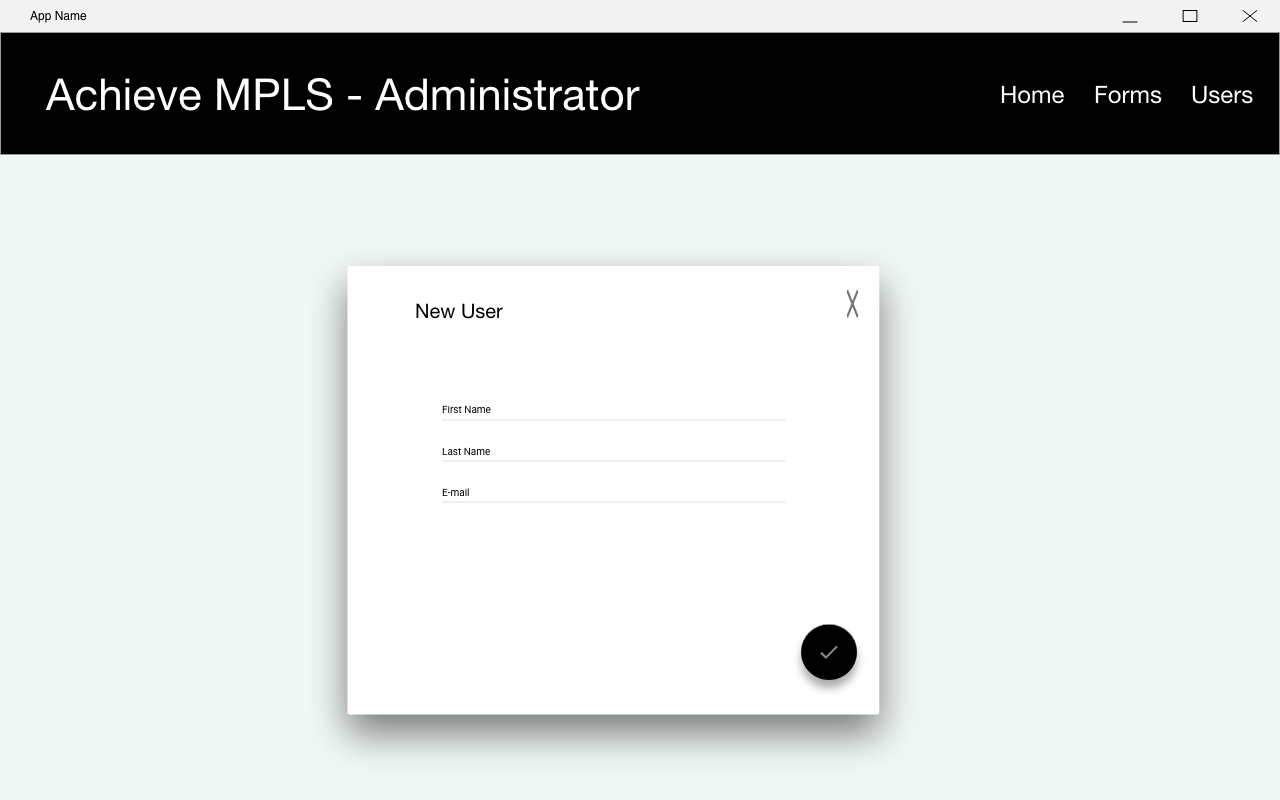 App Name
Achieve MPLS - Administrator
Home Forms Users
New User
First Name
Last Name
E-mail